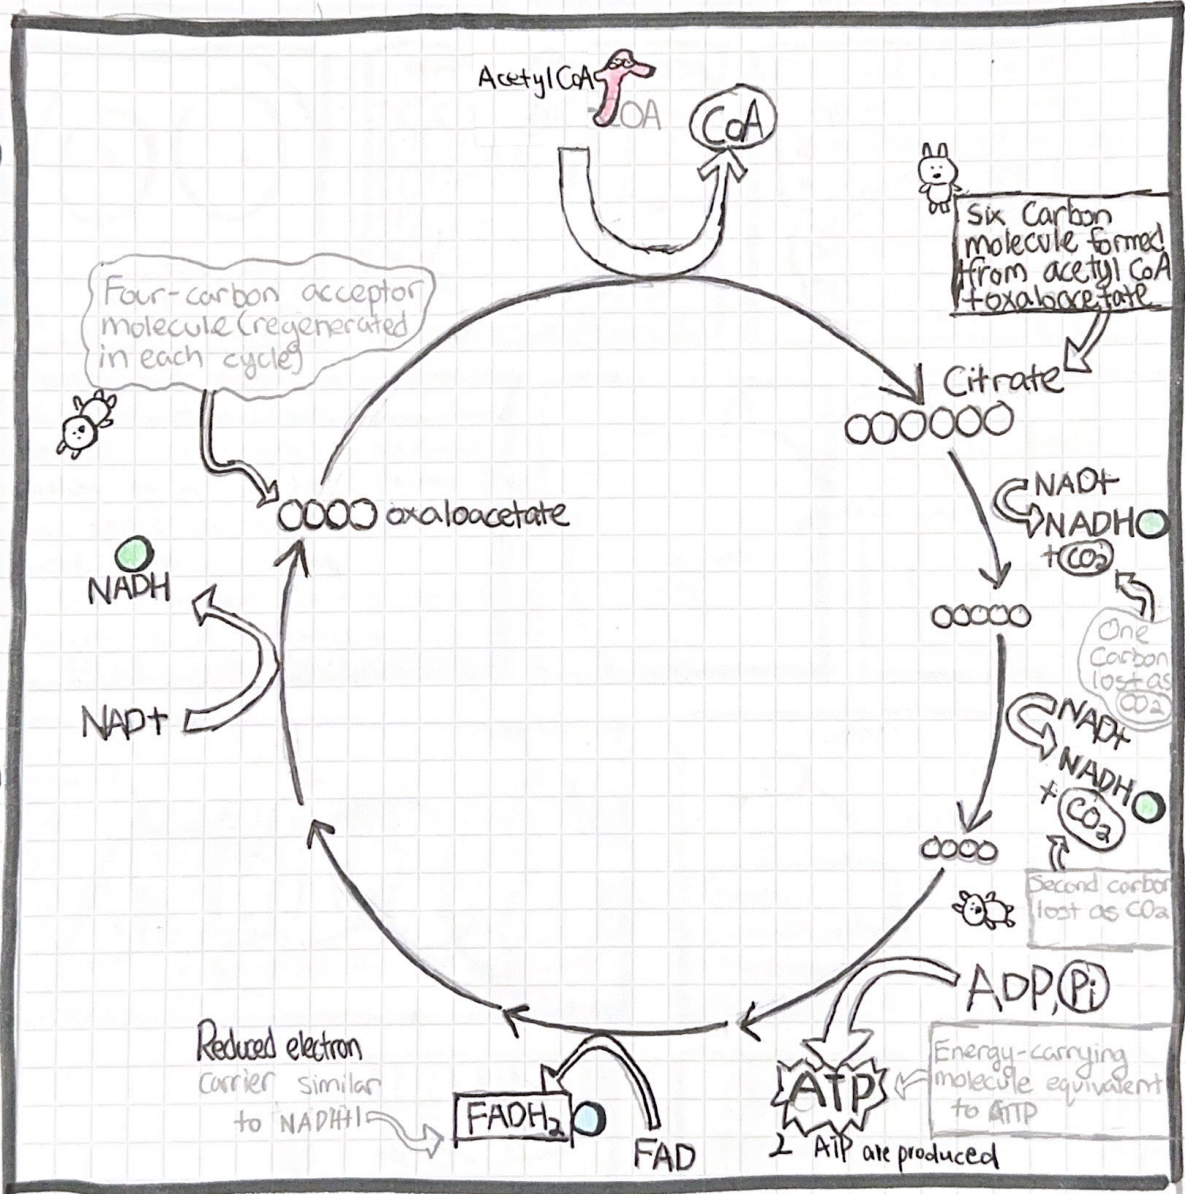 Acetyl CoA
COA
CoA
Six Carbon
molecule formed
from acetyl CoA
+oxaloacetate
Four-carbon acceptor
molecule (regenerated
in each cycle)
Citrate
oxaloacetate
NAD+
NADH
+CO2
One
Carbon
lost as
CO2
NADH
NAD+
NAD+
NADH
+ CO2
Second carbon
lost as CO2
ADP, Pi
ATP
2 ATP are produced
Energy-carrying
molecule equivalent
to ATP
Reduced electron
carrier similar
to NADH
FADH2
FAD